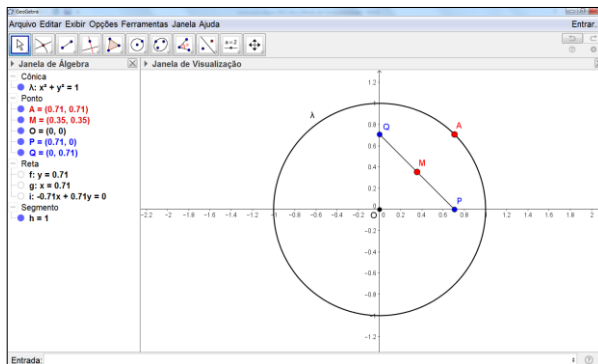 GeoGebra
Arquivo Editar Exibir Opções Ferramentas Janela Ajuda Entrar...
a=2
Janela de Álgebra
Janela de Visualização
Cônica
λ: x² + y² = 1
Ponto
A = (0.71, 0.71)
M = (0.35, 0.35)
O = (0, 0)
P = (0.71, 0)
Q = (0, 0.71)
Reta
f: y = 0.71
g: x = 0.71
i: -0.71x + 0.71y = 0
Segmento
h = 1
1.2
1
λ
Q
A
0.8
0.6
0.4
M
0.2
P
0
O
-2.2 -2 -1.8 -1.6 -1.4 -1.2 -1 -0.8 -0.6 -0.4 -0.2 0 0.2 0.4 0.6 0.8 1 1.2 1.4 1.6 1.8 2
-0.2
-0.4
-0.6
-0.8
-1
-1.2
Entrada: